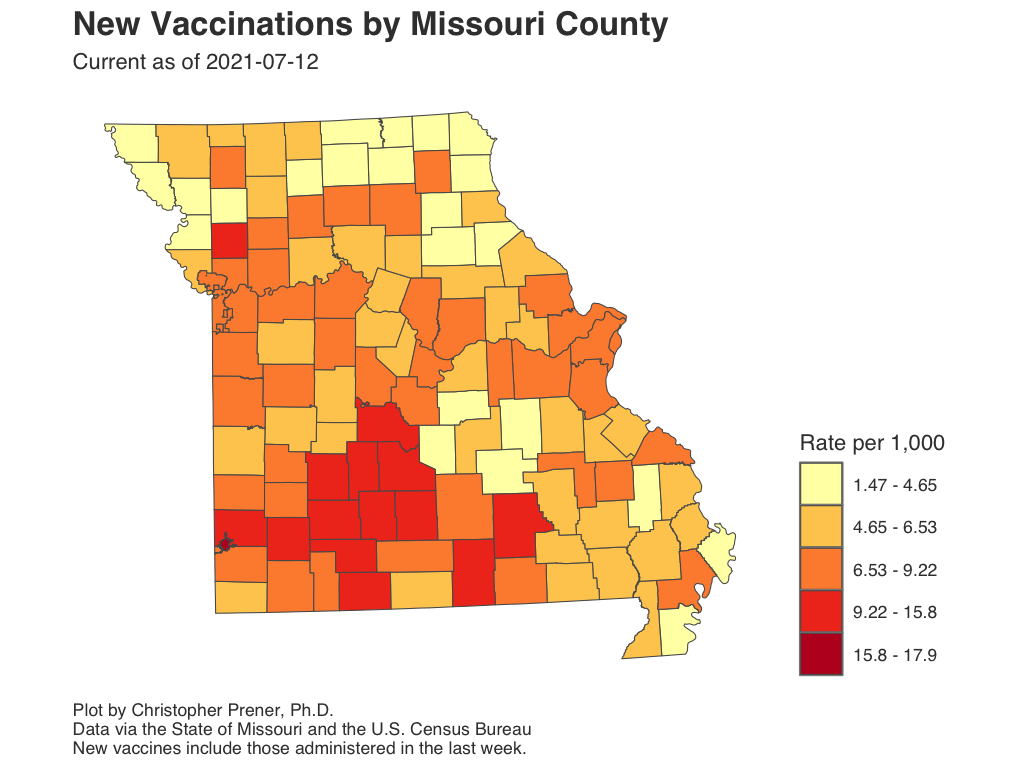 New Vaccinations by Missouri County
Current as of 2021-07-12
Rate per 1,000
1.47 - 4.65
4.65 - 6.53
6.53 - 9.22
9.22 - 15.8
15.8 - 17.9
Plot by Christopher Prener, Ph.D.
Data via the State of Missouri and the U.S. Census Bureau
New vaccines include those administered in the last week.